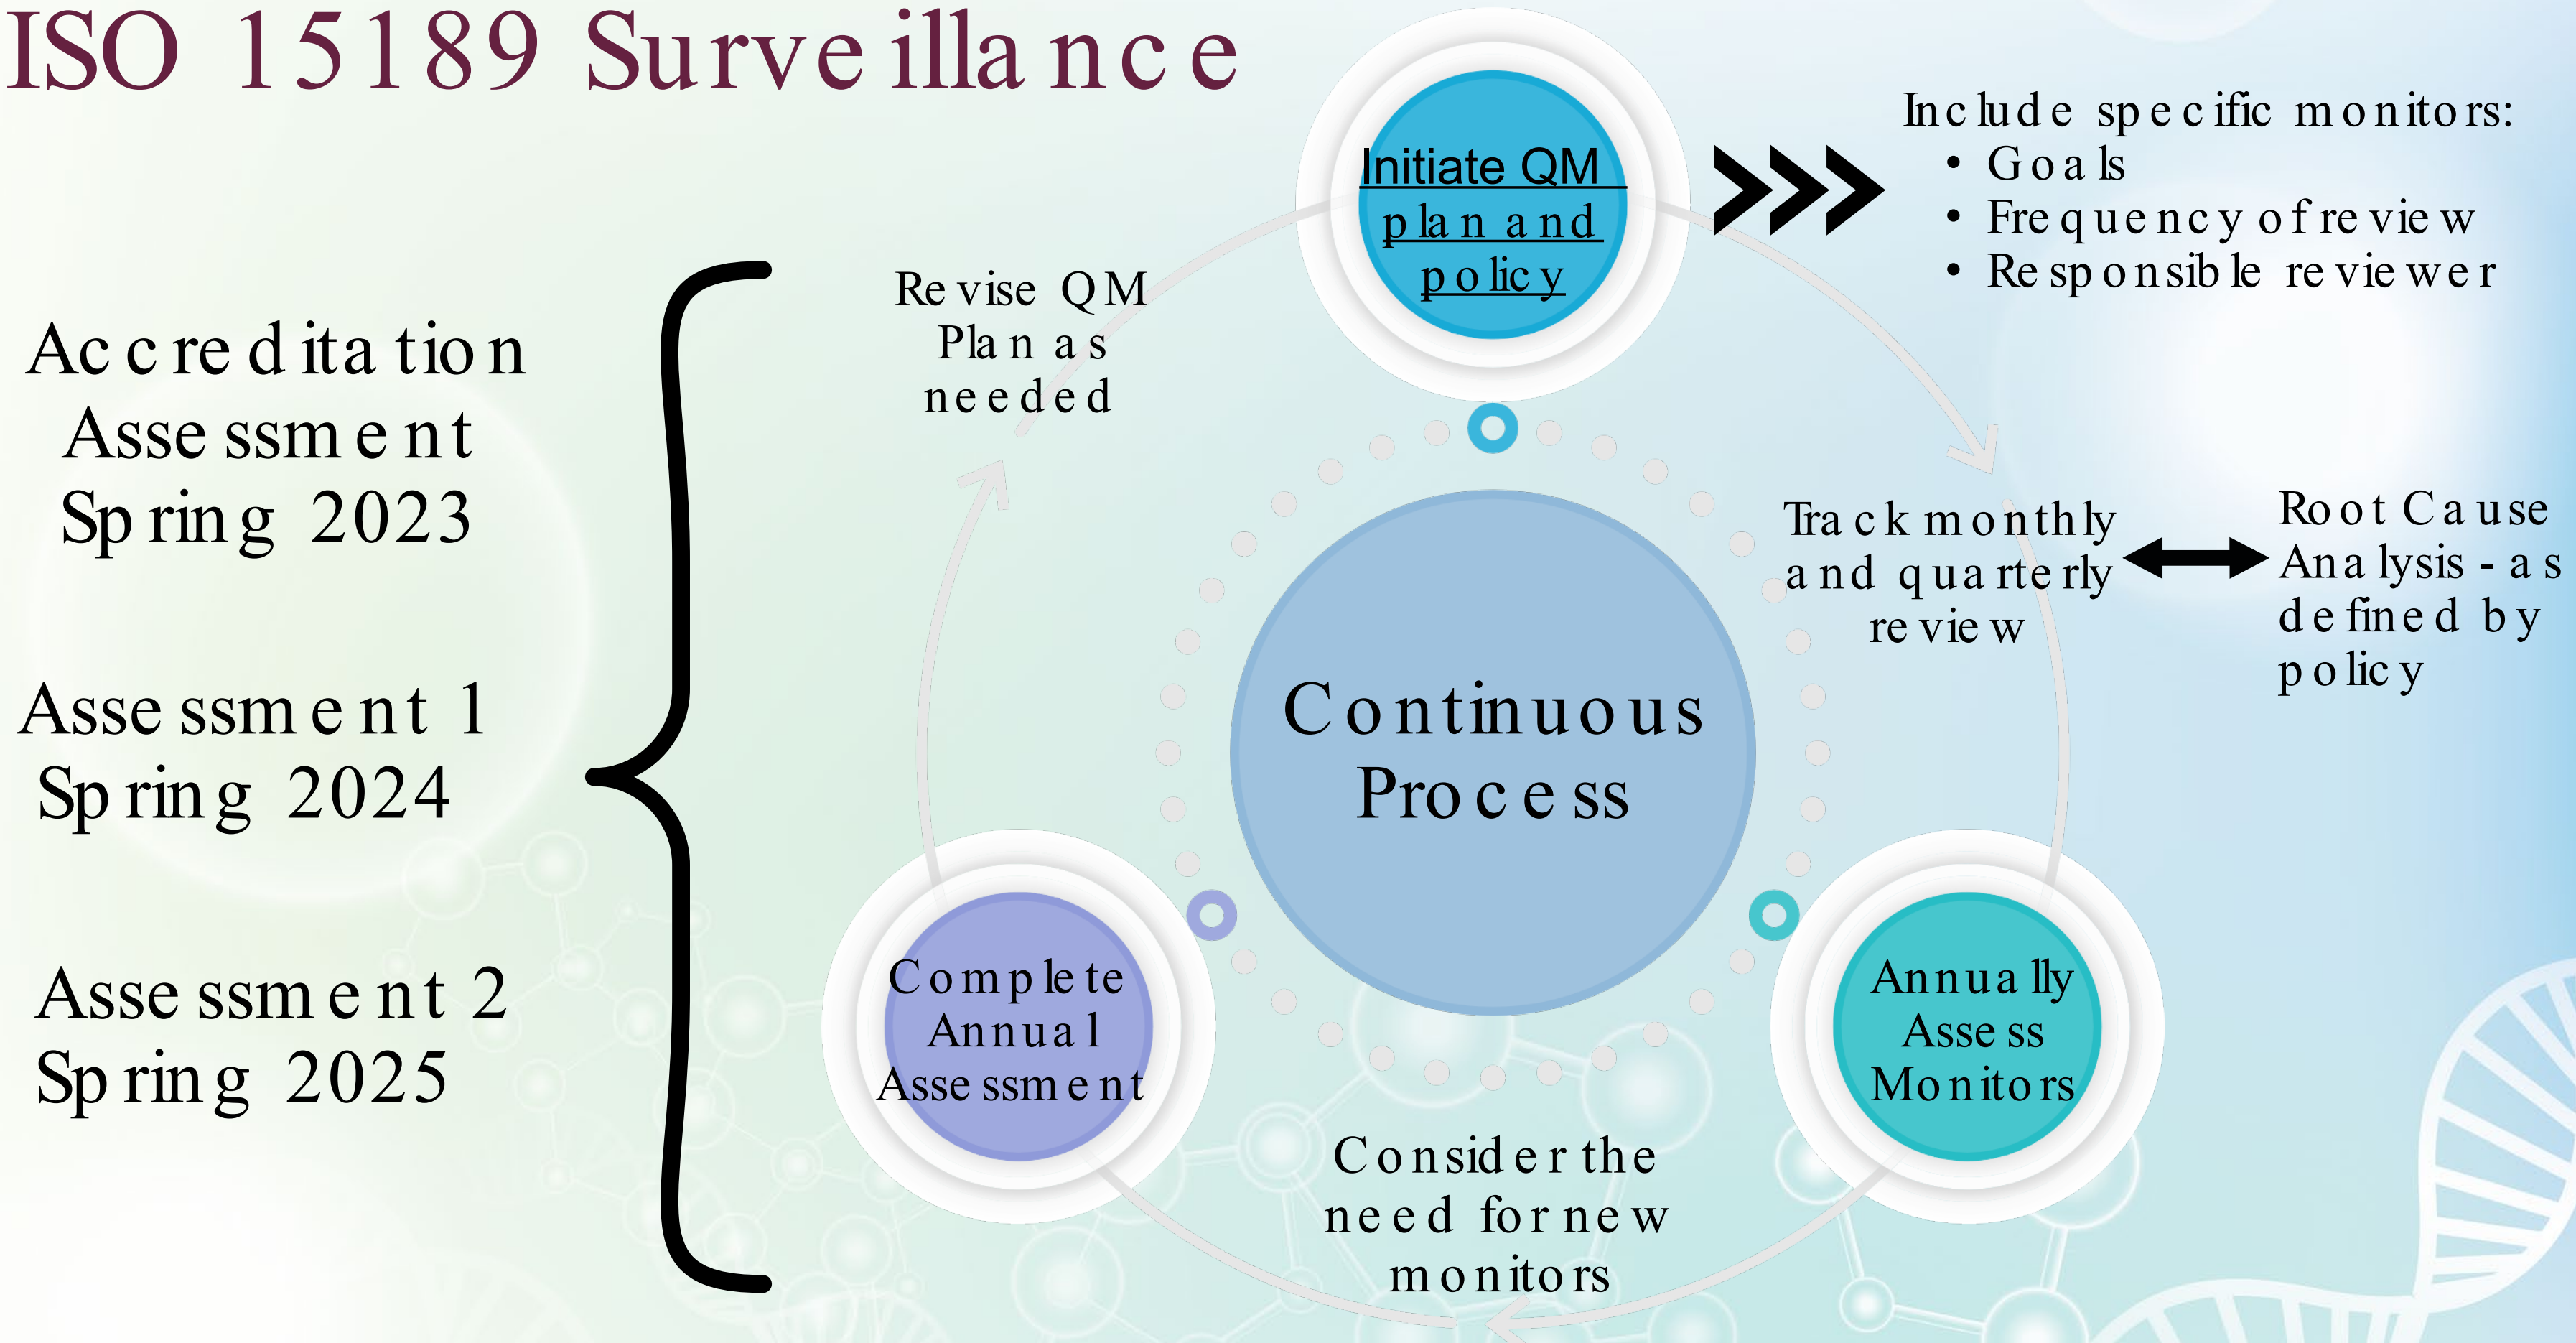 ISO 15189 Surveillance
Accreditation
Assessment
Spring 2023
Assessment 1
Spring 2024
Assessment 2
Spring 2025
Revise QM
Plan as
needed
Initiate QM
plan and
policy
Include specific monitors:
• Goals
• Frequency of review
• Responsible reviewer
Track monthly
and quarterly
review
Root Cause
Analysis - as
defined by
policy
Continuous
Process
Complete
Annual
Assessment
Annually
Assess
Monitors
Consider the
need for new
monitors